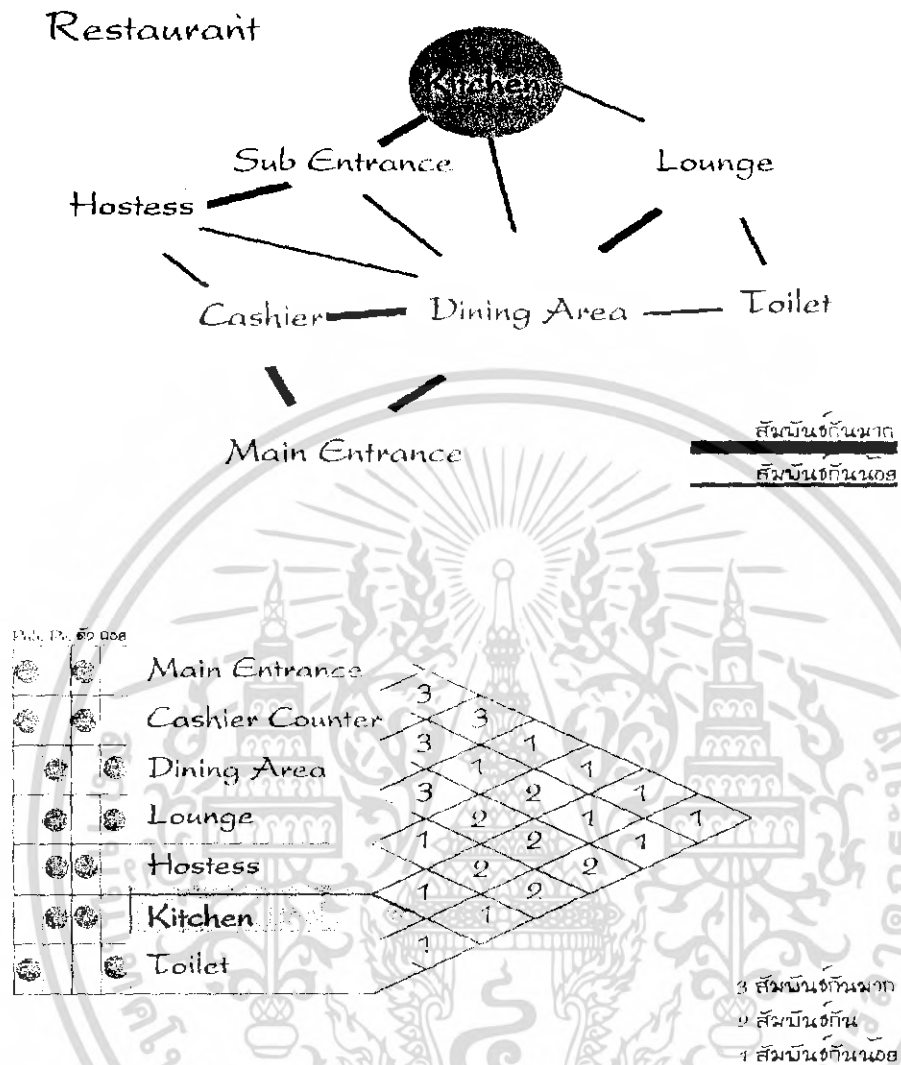 Restaurant
Kitchen
Sub Entrance
Lounge
Hostess
Cashier
Dining Area
Toilet
Main Entrance
สัมพันธ์กันมาก
สัมพันธ์กันน้อย
Main Entrance
Cashier Counter
Dining Area
Lounge
Hostess
Kitchen
Toilet
3
3
3 1
1 1
3 2 1
2 1 1
1 2 1
2 2
1 2
1
1
3 สัมพันธ์กันมาก
2 สัมพันธ์กัน
1 สัมพันธ์กันน้อย